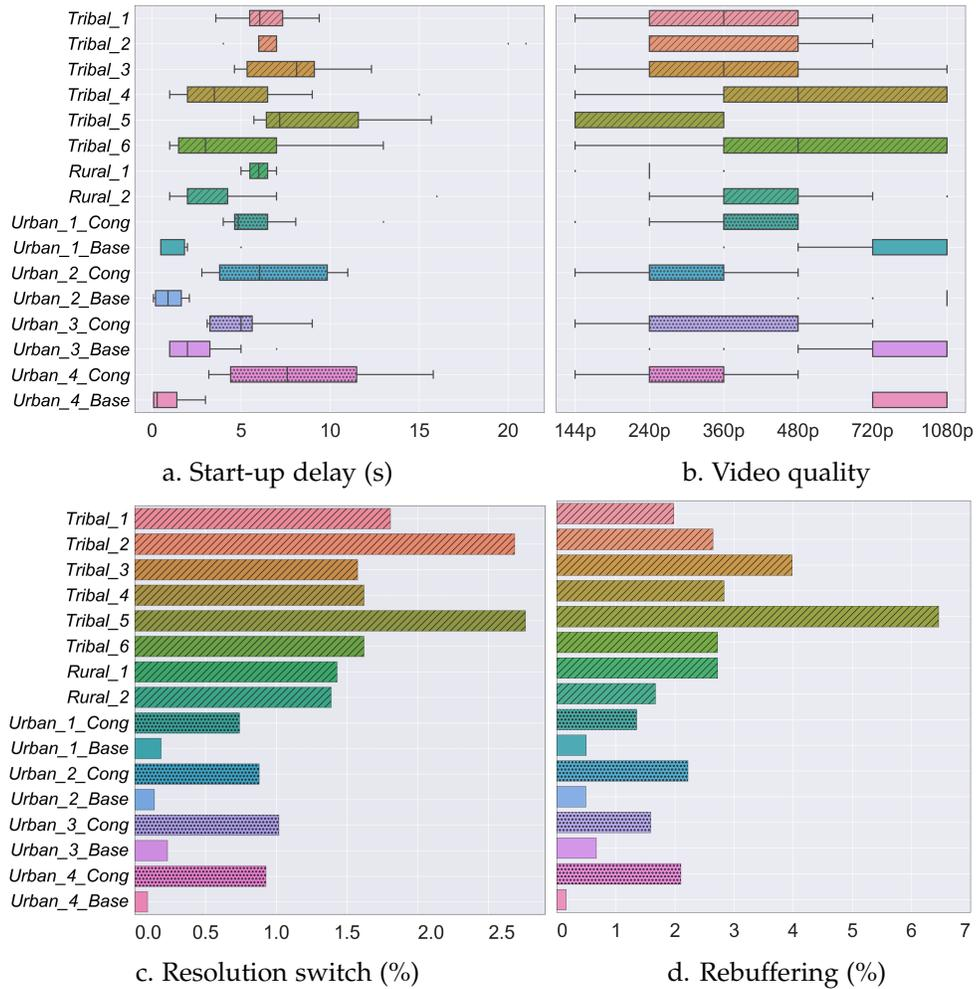 Tribal_1
Tribal_2
Tribal_3
Tribal_4
Tribal_5
Tribal_6
Rural_1
Rural_2
Urban_1_Cong
Urban_1_Base
Urban_2_Cong
Urban_2_Base
Urban_3_Cong
Urban_3_Base
Urban_4_Cong
Urban_4_Base
0 5 10 15 20
144p 240p 360p 480p 720p 1080p
a. Start-up delay (s)
b. Video quality
Tribal_1
Tribal_2
Tribal_3
Tribal_4
Tribal_5
Tribal_6
Rural_1
Rural_2
Urban_1_Cong
Urban_1_Base
Urban_2_Cong
Urban_2_Base
Urban_3_Cong
Urban_3_Base
Urban_4_Cong
Urban_4_Base
0.0 0.5 1.0 1.5 2.0 2.5
0 1 2 3 4 5 6 7
c. Resolution switch (%)
d. Rebuffering (%)